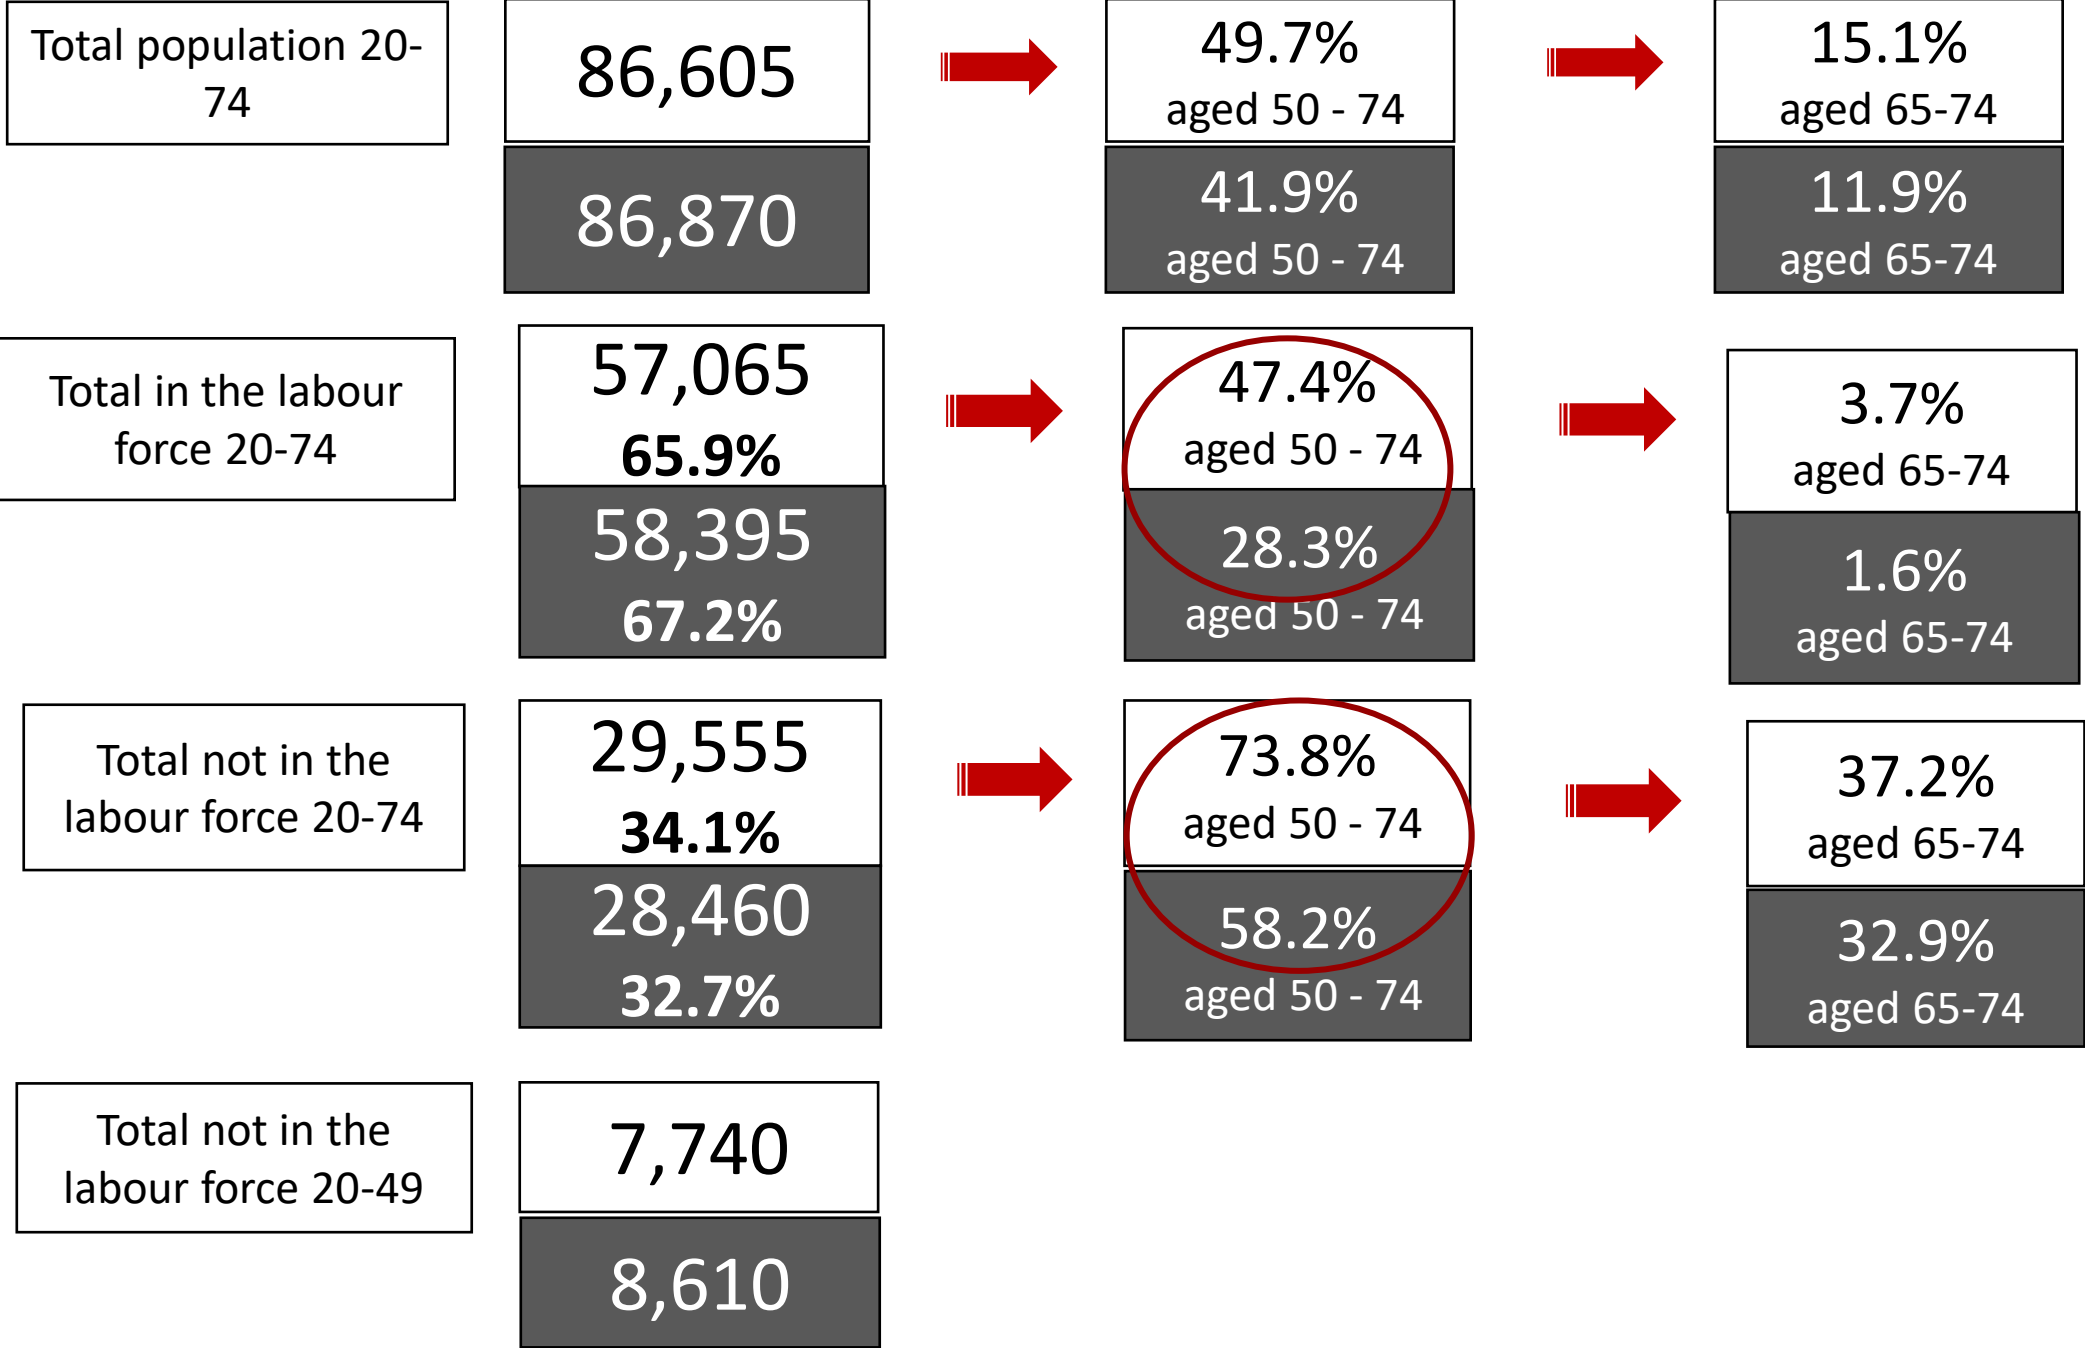 Total population 20-
74
86,605
49.7%
aged 50 - 74
15.1%
aged 65-74
86,870
41.9%
aged 50 - 74
11.9%
aged 65-74
Total in the labour
force 20-74
57,065
65.9%
47.4%
aged 50 - 74
3.7%
aged 65-74
58,395
67.2%
28.3%
aged 50 - 74
1.6%
aged 65-74
Total not in the
labour force 20-74
29,555
34.1%
73.8%
aged 50 - 74
37.2%
aged 65-74
28,460
32.7%
58.2%
aged 50 - 74
32.9%
aged 65-74
Total not in the
labour force 20-49
7,740
8,610